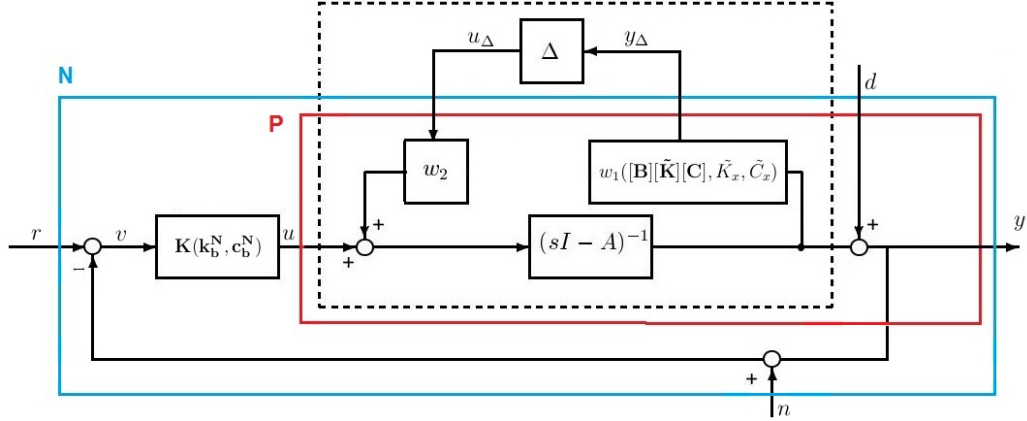 u_Δ
Δ
y_Δ
N
d
P
w_2
w_1([B][K̃][C], K̃_x, C̃_x)
r
v
K(k_b^N, c_b^N)
u
+
+
(sI − A)^{-1}
+
y
−
+
n